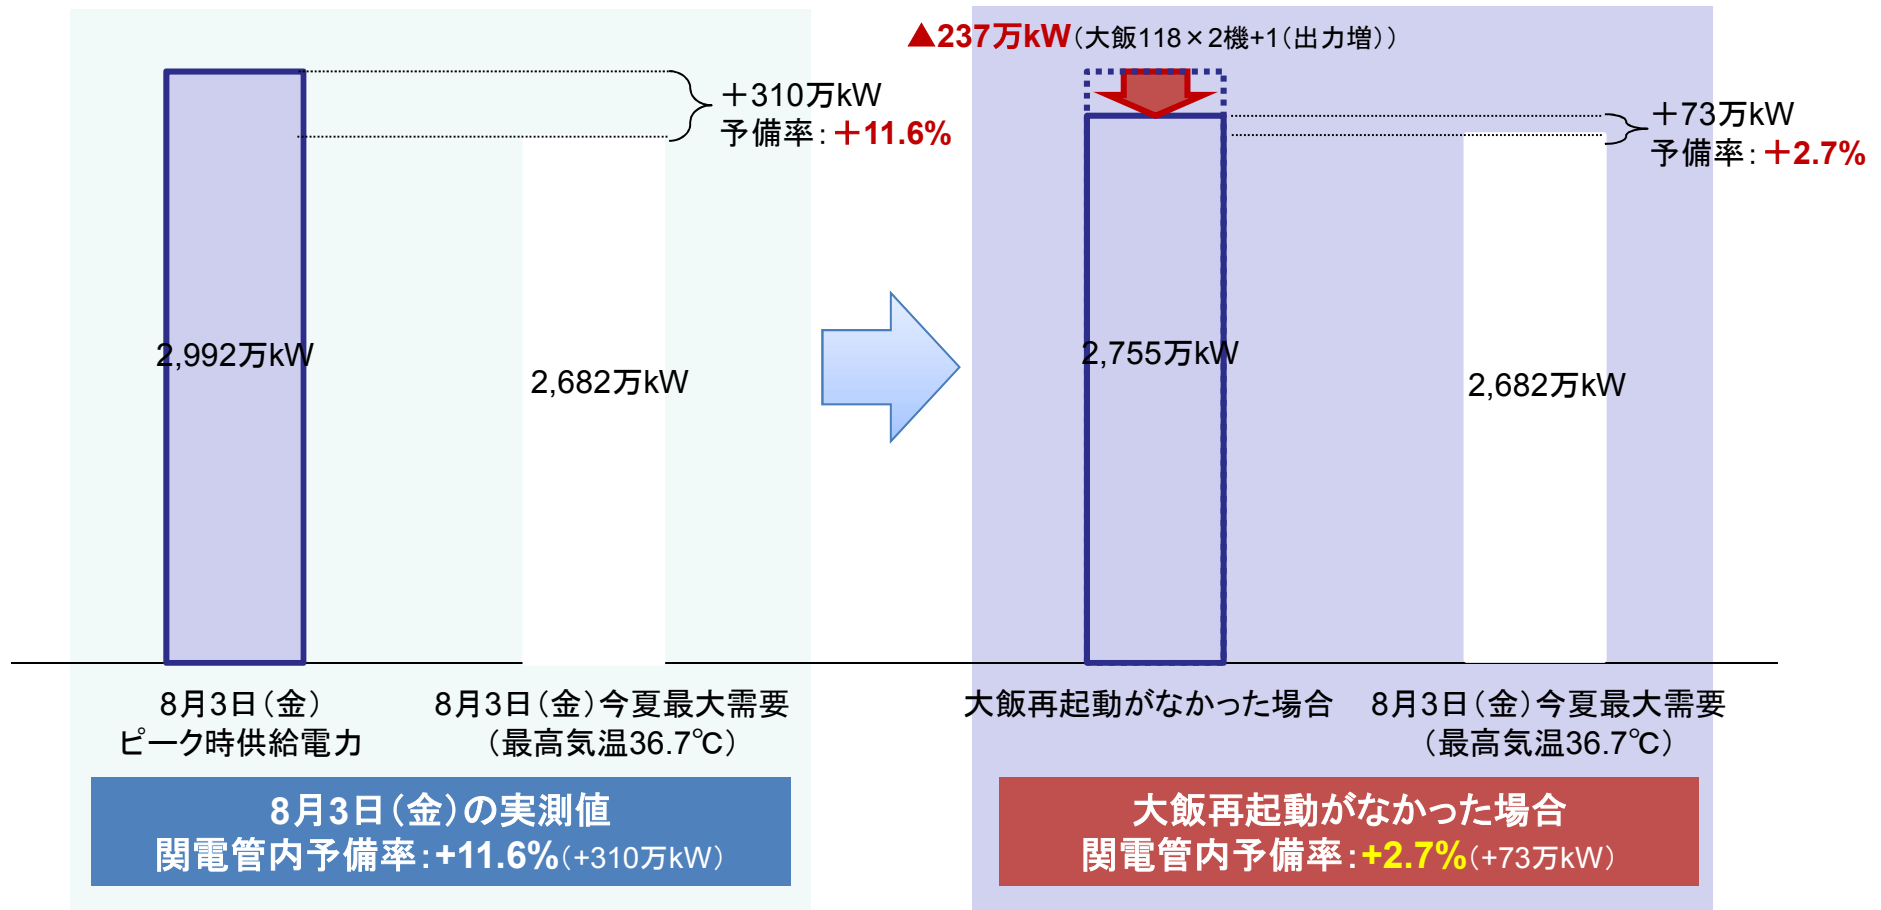 ＋310万kW
予備率：＋11.6%
2,992万kW
2,682万kW
8月3日（金）
ピーク時供給電力
8月3日（金）今夏最大需要
（最高気温36.7℃）
8月3日（金）の実測値
関電管内予備率：+11.6%（+310万kW）
▲237万kW（大飯118×2機+1（出力増））
＋73万kW
予備率：＋2.7%
2,755万kW
2,682万kW
大飯再起動がなかった場合
8月3日（金）今夏最大需要
（最高気温36.7℃）
大飯再起動がなかった場合
関電管内予備率：+2.7%（+73万kW）